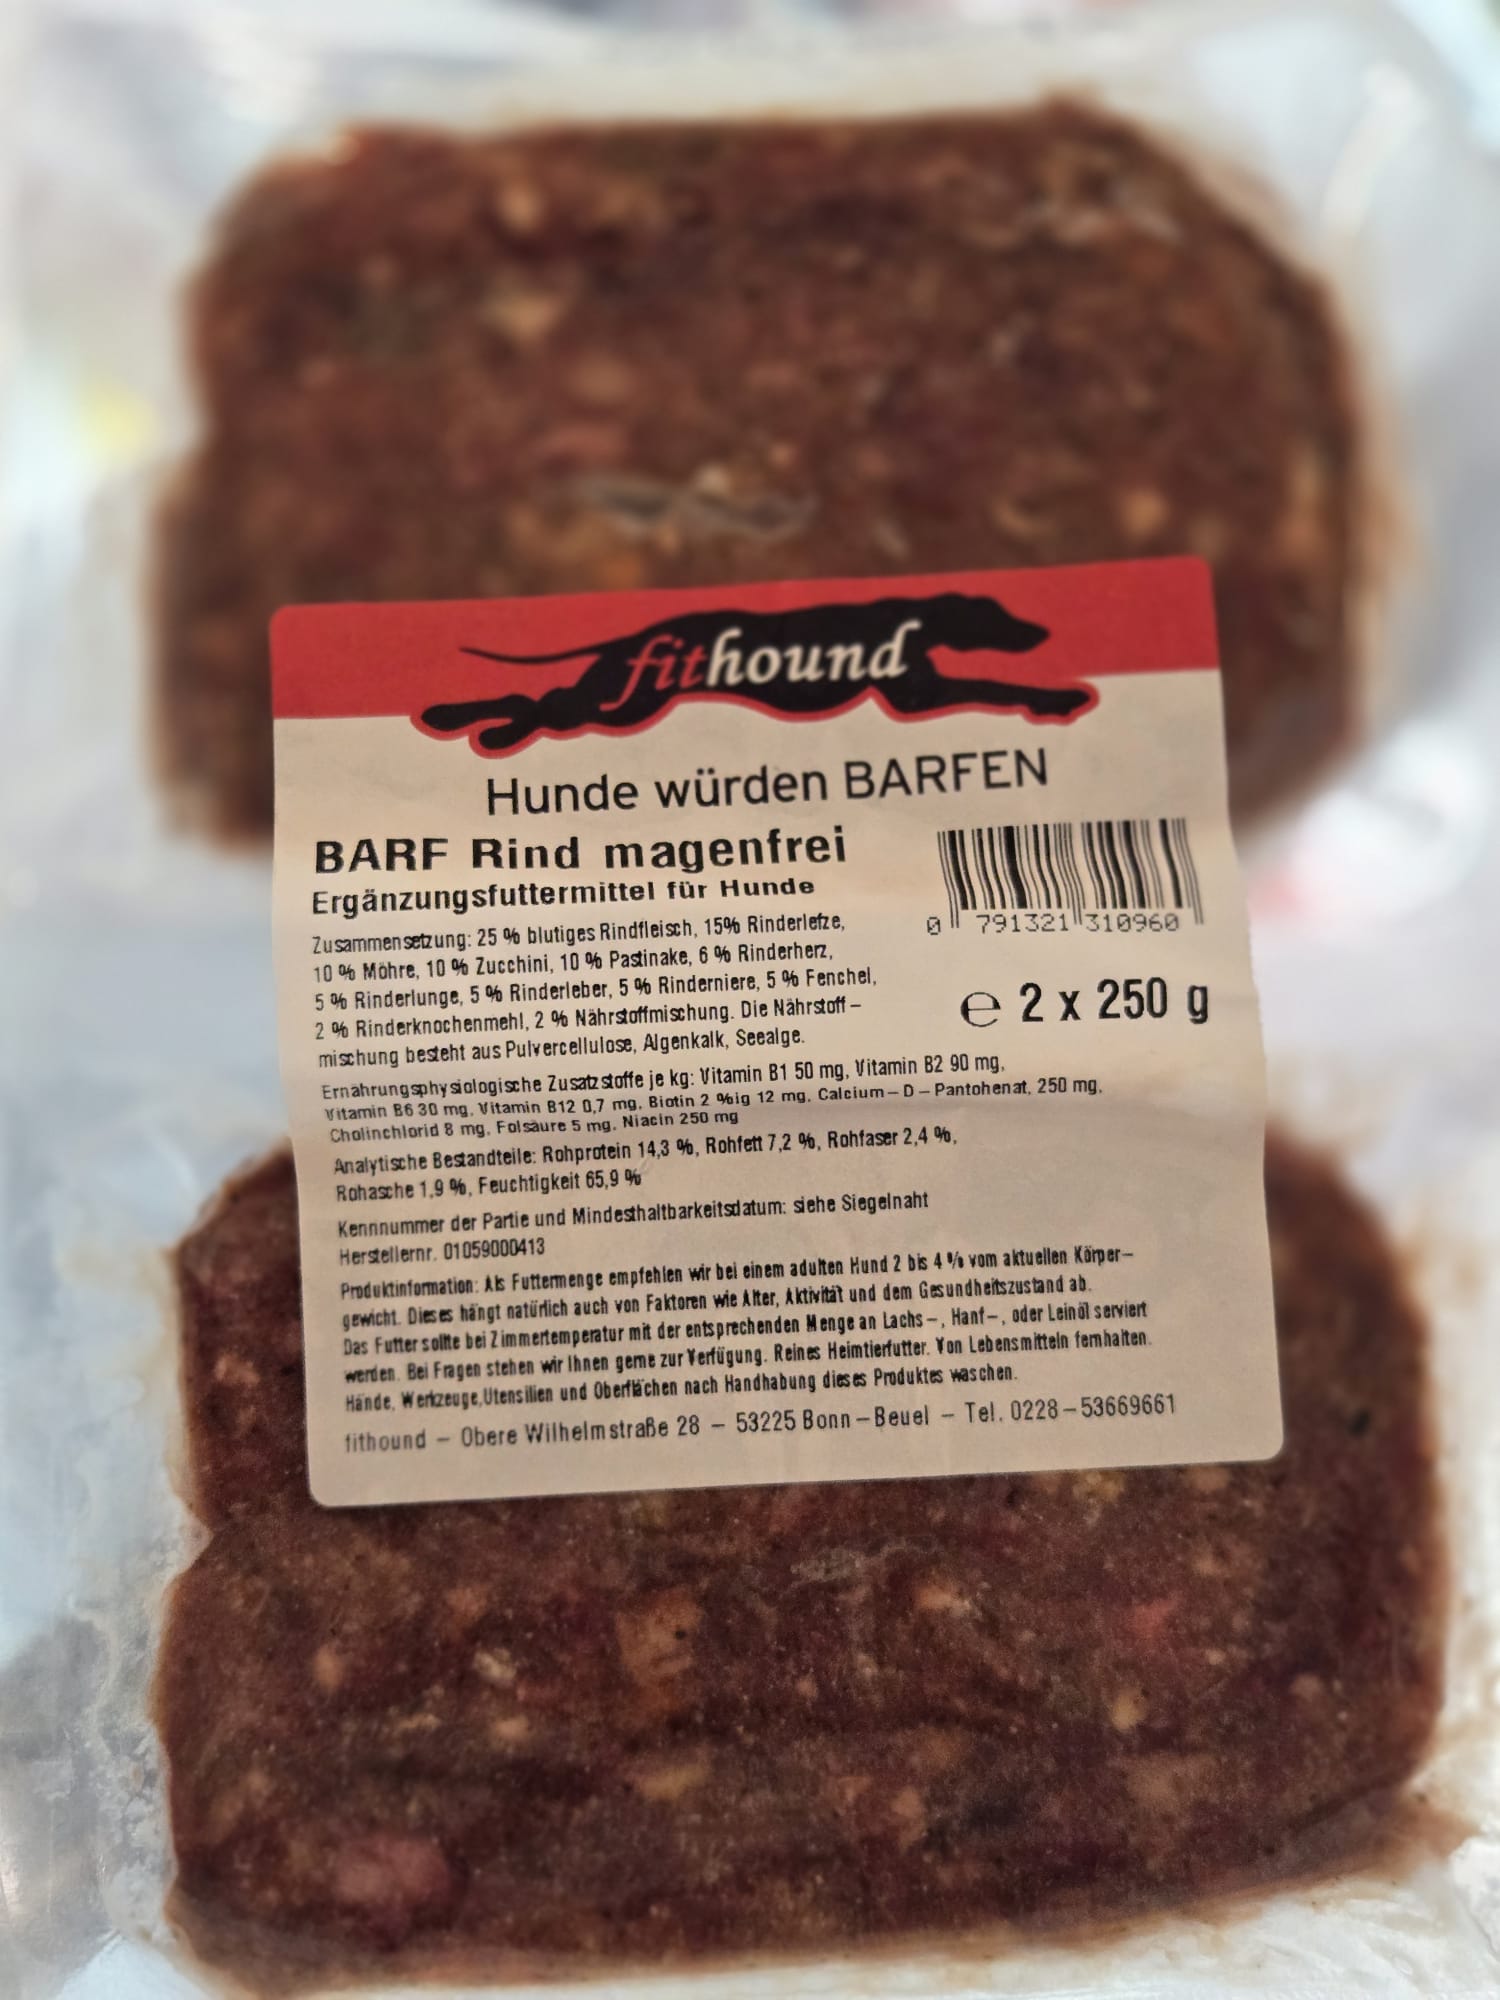 fithound
Hunde würden BARFEN
BARF Rind magenfrei
Ergänzungsfuttermittel für Hunde
Zusammensetzung: 25 % blutiges Rindfleisch, 15% Rinderlefze,
10 % Möhre, 10 % Zucchini, 10 % Pastinake, 6 % Rinderherz,
5 % Rinderlunge, 5 % Rinderleber, 5 % Rinderniere, 5 % Fenchel,
2 % Rinderknochenmehl, 2 % Nährstoffmischung. Die Nährstoff-
mischung besteht aus Pulvercellulose, Algenkalk, Seealge.
0 791321 310960
e 2 x 250 g
Ernährungsphysiologische Zusatzstoffe je kg: Vitamin B1 50 mg, Vitamin B2 90 mg,
Vitamin B6 30 mg, Vitamin B12 0,7 mg, Biotin 2 %ig 12 mg, Calcium-D-Pantohenat, 250 mg,
Cholinchlorid 8 mg, Folsäure 5 mg, Niacin 250 mg
Analytische Bestandteile: Rohprotein 14,3 %, Rohfett 7,2 %, Rohfaser 2,4 %,
Rohasche 1,9 %, Feuchtigkeit 65,9 %
Kennnummer der Partie und Mindesthaltbarkeitsdatum: siehe Siegelnaht
Herstellernr. 01059000413
Produktinformation: Als Futtermenge empfehlen wir bei einem adulten Hund 2 bis 4 % vom aktuellen Körper-
gewicht. Dieses hängt natürlich auch von Faktoren wie Alter, Aktivität und dem Gesundheitszustand ab.
Das Futter sollte bei Zimmertemperatur mit der entsprechenden Menge an Lachs-, Hanf-, oder Leinöl serviert
werden. Bei Fragen stehen wir Ihnen gerne zur Verfügung. Reines Heimtierfutter. Von Lebensmitteln fernhalten.
Hände, Werkzeuge,Utensilien und Oberflächen nach Handhabung dieses Produktes waschen.
fithound - Obere Wilhelmstraße 28 - 53225 Bonn-Beuel - Tel. 0228-53669661